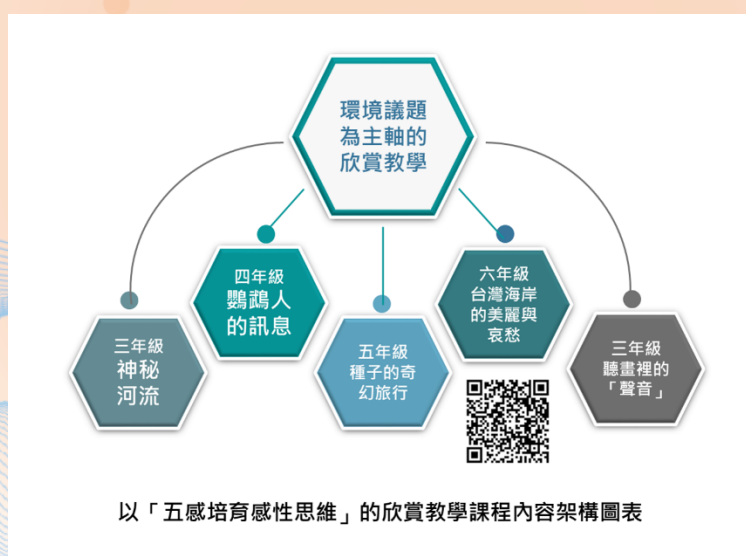 環境議題
為主軸的
欣賞教學
三年級
神秘
河流
四年級
鸚鵡人
的訊息
五年級
種子的奇
幻旅行
六年級
台灣海岸
的美麗與
哀愁
三年級
聽畫裡的
「聲音」
以「五感培育感性思維」的欣賞教學課程內容架構圖表